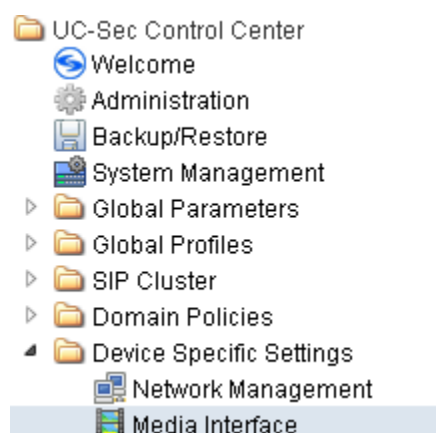 UC-Sec Control Center
Welcome
Administration
Backup/Restore
System Management
Global Parameters
Global Profiles
SIP Cluster
Domain Policies
Device Specific Settings
Network Management
Media Interface